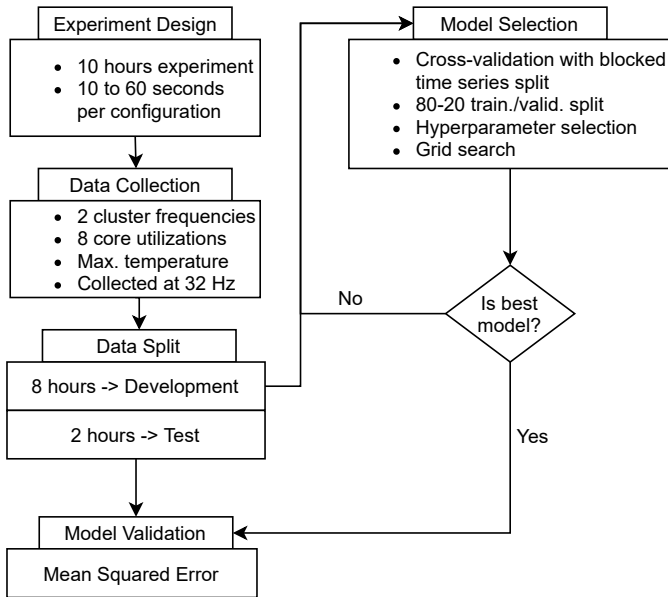 Experiment Design
• 10 hours experiment
• 10 to 60 seconds
per configuration
Data Collection
• 2 cluster frequencies
• 8 core utilizations
• Max. temperature
• Collected at 32 Hz
Data Split
8 hours -> Development
2 hours -> Test
Model Validation
Mean Squared Error
Model Selection
• Cross-validation with blocked
time series split
• 80-20 train./valid. split
• Hyperparameter selection
• Grid search
Is best
model?
No
Yes